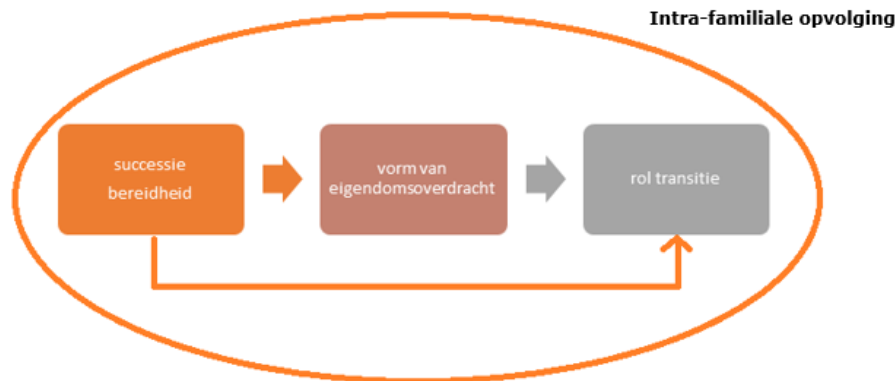 Intra-familiale opvolging
successie
bereidheid
vorm van
eigendomsoverdracht
rol transitie